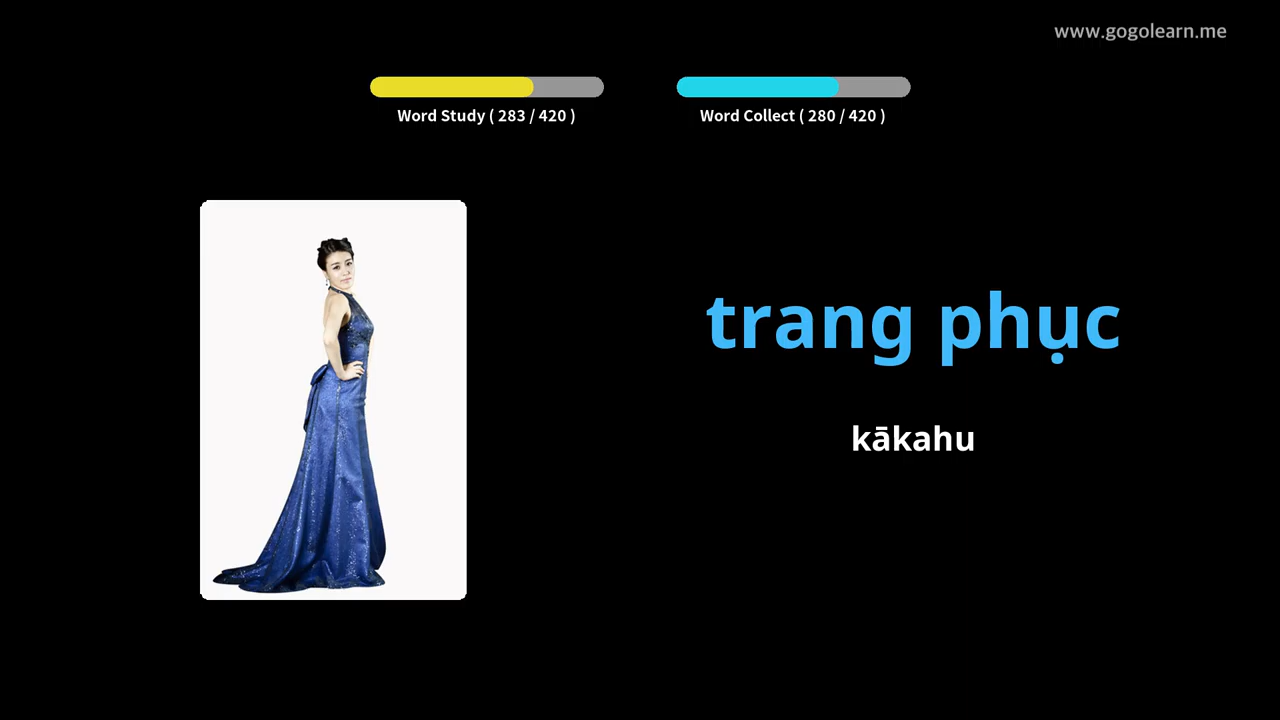 www.gogolearn.me
Word Study ( 283 / 420 )
Word Collect ( 280 / 420 )
trang phục
kākahu